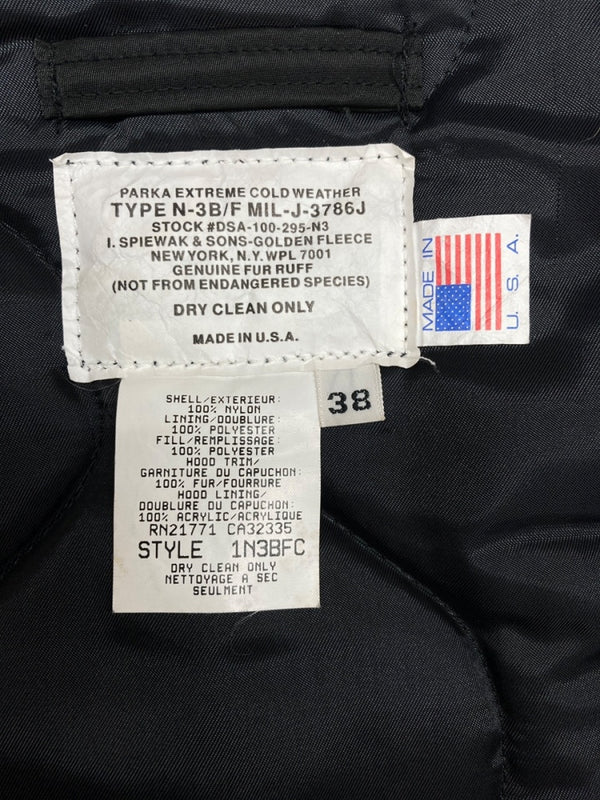 PARKA EXTREME COLD WEATHER
TYPE N-3B/F MIL-J-3786J
STOCK #DSA-100-295-N3
I. SPIEWAK & SONS-GOLDEN FLEECE
NEW YORK, N.Y. WPL 7001
GENUINE FUR RUFF
(NOT FROM ENDANGERED SPECIES)
DRY CLEAN ONLY
MADE IN U.S.A.
MADE IN
U. S. A.
38
SHELL/EXTERIEUR:
100% NYLON
LINING/DOUBLURE:
100% POLYESTER
FILL/REMPLISSAGE:
100% POLYESTER
HOOD TRIM/
GARNITURE DU CAPUCHON:
100% FUR/FOURRURE
HOOD LINING/
DOUBLURE DU CAPUCHON:
100% ACRYLIC/ACRYLIQUE
RN21771 CA32335
STYLE 1N3BFC
DRY CLEAN ONLY
NETTOYAGE A SEC
SEULMENT